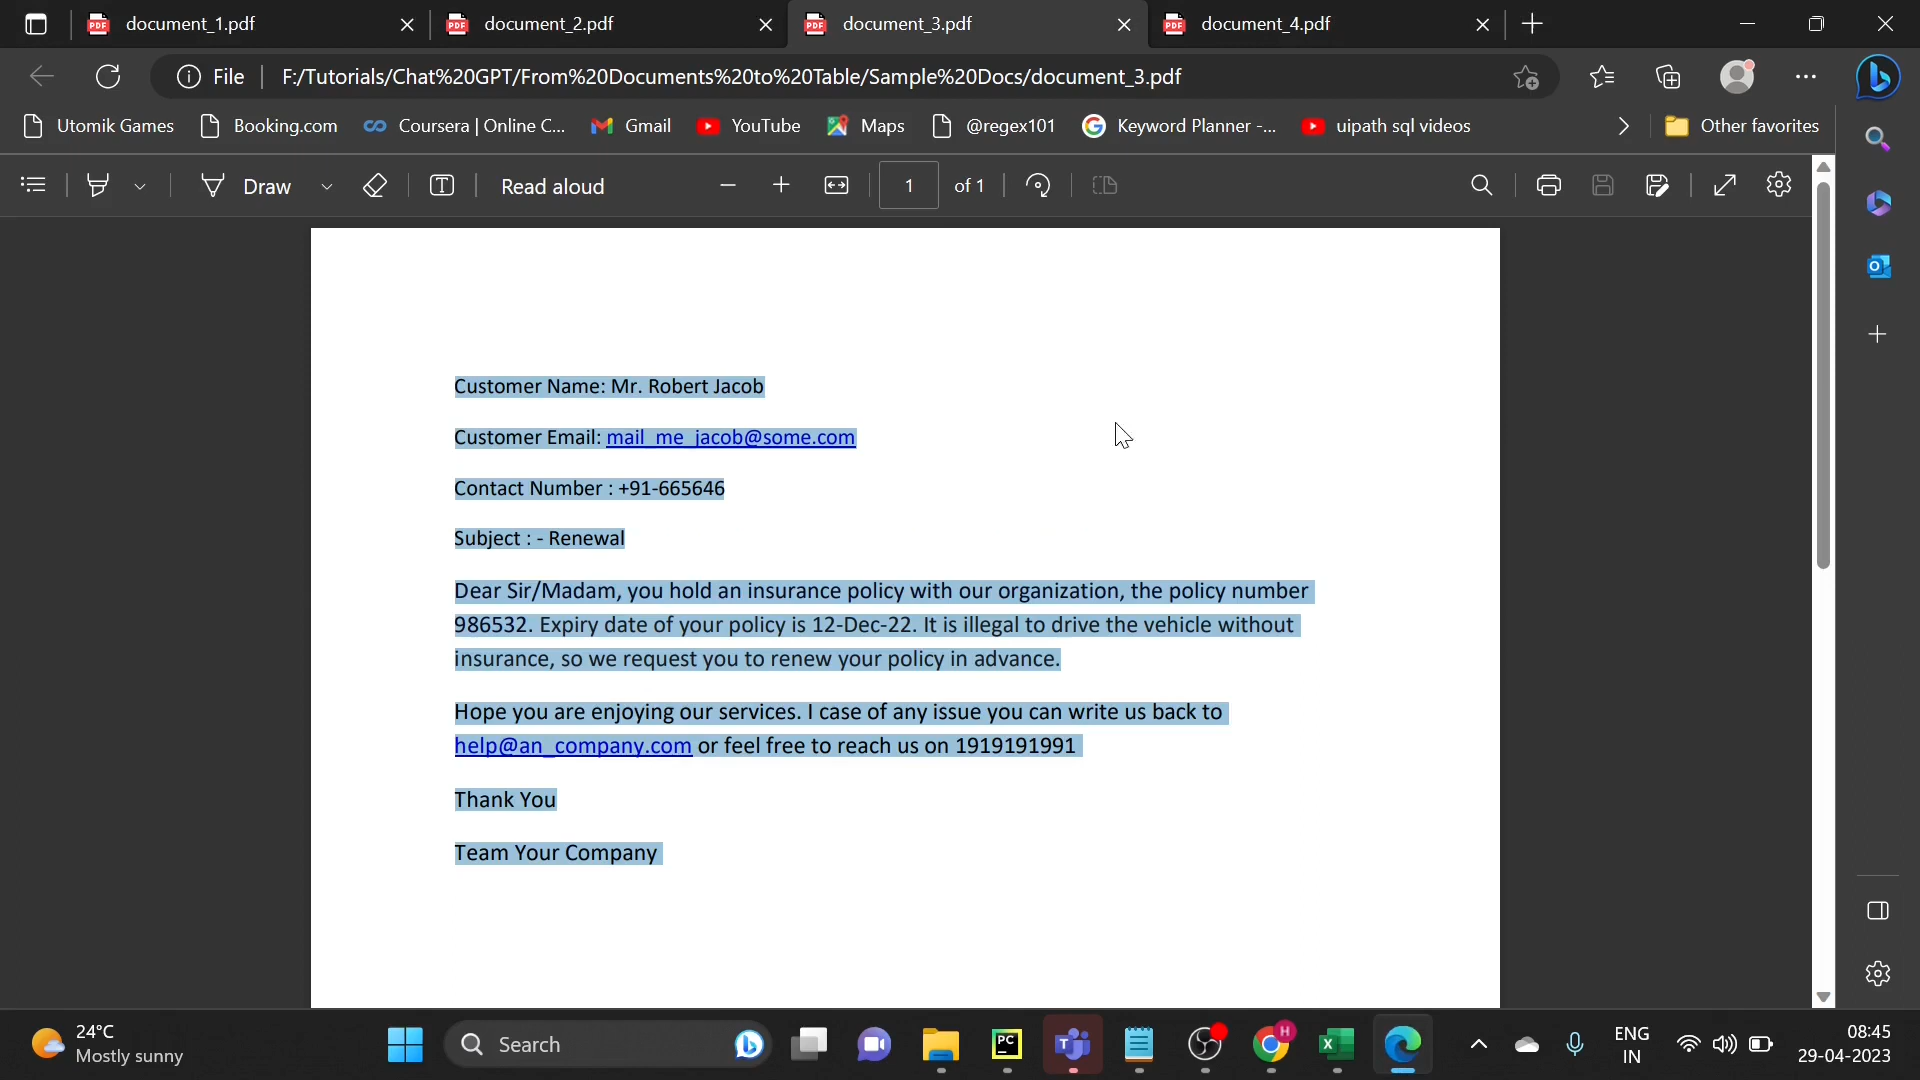 document_1.pdf
document_2.pdf
document_3.pdf
document_4.pdf
File
F:/Tutorials/Chat%20GPT/From%20Documents%20to%20Table/Sample%20Docs/document_3.pdf
Utomik Games
Booking.com
Coursera | Online C...
Gmail
YouTube
Maps
@regex101
Keyword Planner -...
uipath sql videos
Other favorites
Draw
Read aloud
1
of 1
Customer Name: Mr. Robert Jacob
Customer Email: mail_me_jacob@some.com
Contact Number : +91-665646
Subject : - Renewal
Dear Sir/Madam, you hold an insurance policy with our organization, the policy number
986532. Expiry date of your policy is 12-Dec-22. It is illegal to drive the vehicle without
insurance, so we request you to renew your policy in advance.
Hope you are enjoying our services. I case of any issue you can write us back to
help@an_company.com or feel free to reach us on 1919191991
Thank You
Team Your Company
24°C
Mostly sunny
Search
ENG
IN
08:45
29-04-2023